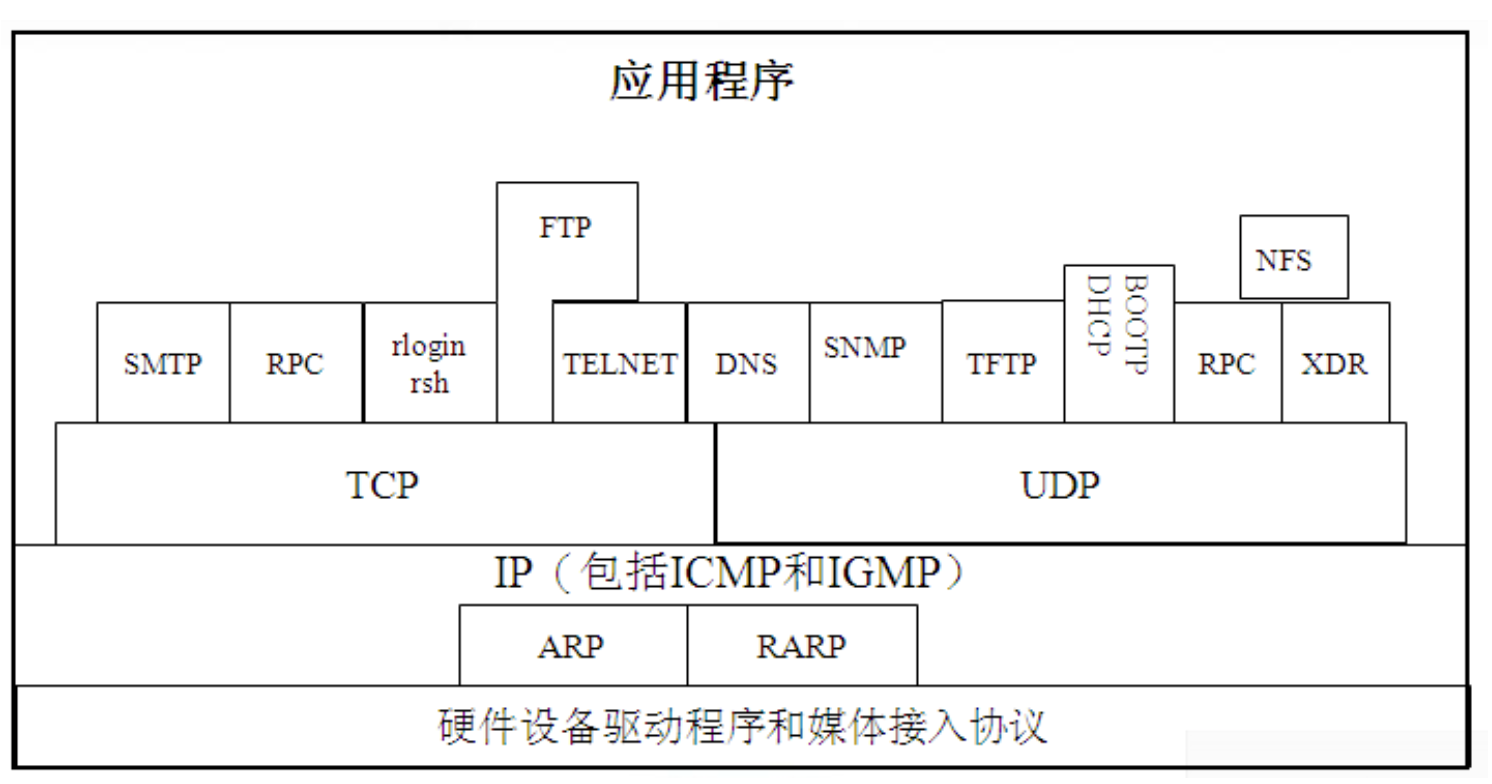 应用程序
FTP
NFS
SMTP
RPC
rlogin
rsh
TELNET
DNS
SNMP
TFTP
BOOTP
DHCP
RPC
XDR
TCP
UDP
IP（包括ICMP和IGMP）
ARP
RARP
硬件设备驱动程序和媒体接入协议